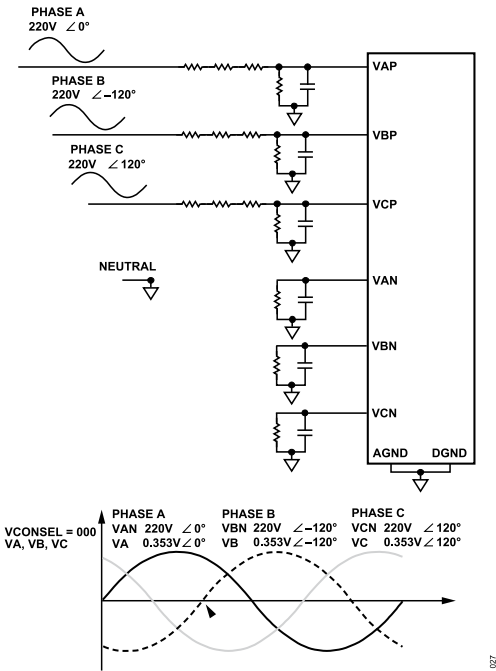 PHASE A
220V ∠0°
PHASE B
220V ∠–120°
PHASE C
220V ∠120°
NEUTRAL
VAP
VBP
VCP
VAN
VBN
VCN
AGND DGND
VCONSEL = 000
VA, VB, VC
PHASE A PHASE B PHASE C
VAN 220V ∠0° VBN 220V ∠–120° VCN 220V ∠120°
VA 0.353V∠0° VB 0.353V∠–120° VC 0.353V∠120°
027